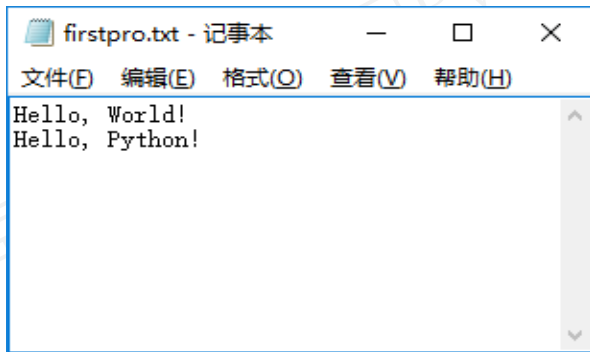 firstpro.txt - 记事本
文件(F) 编辑(E) 格式(O) 查看(V) 帮助(H)
Hello, World!
Hello, Python!